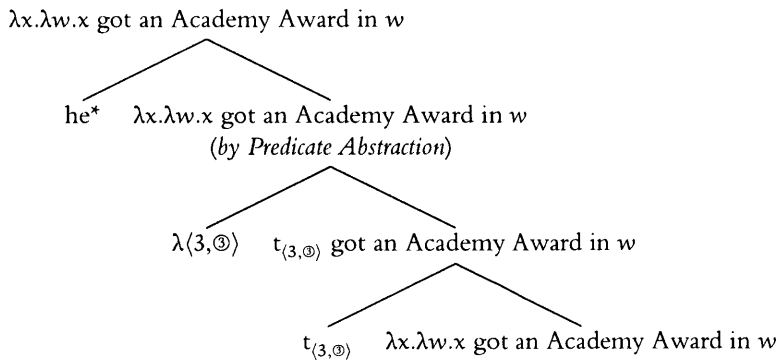 λx.λw.x got an Academy Award in w
he* λx.λw.x got an Academy Award in w
(by Predicate Abstraction)
λ⟨3,③⟩ t⟨3,③⟩ got an Academy Award in w
t⟨3,③⟩ λx.λw.x got an Academy Award in w